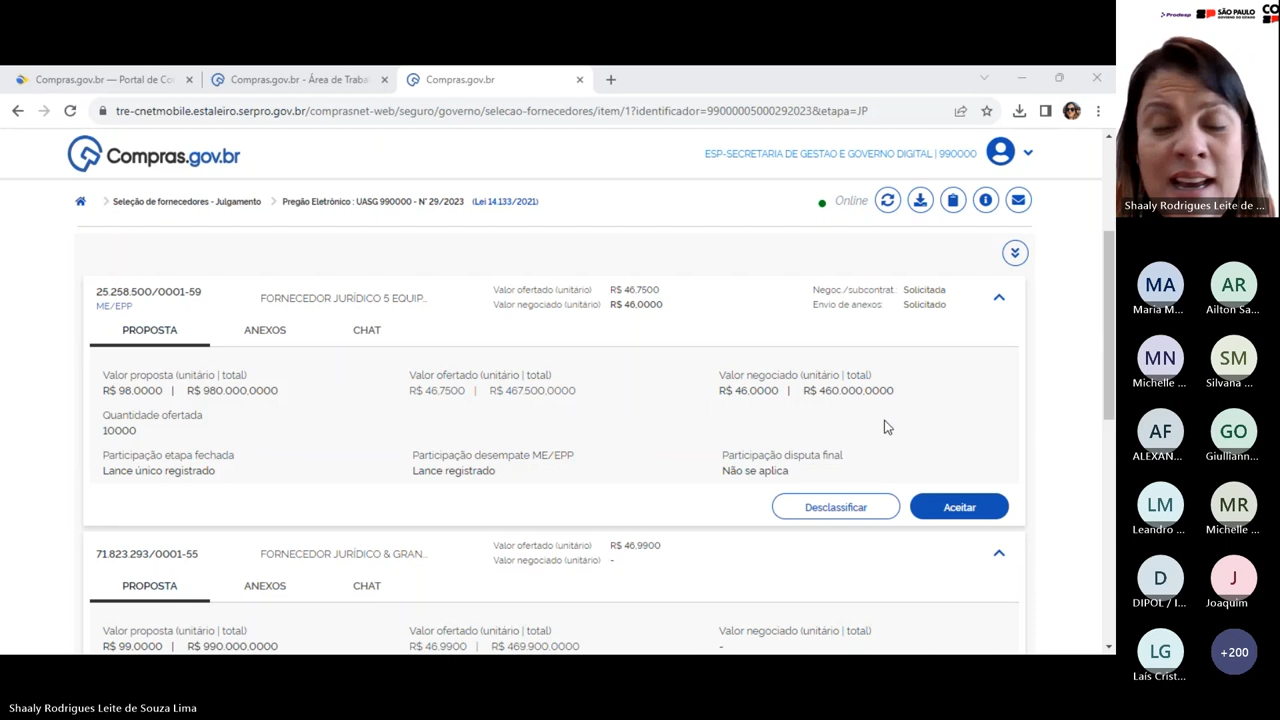 Prodesp
SÃO PAULO
GOVERNO DO ESTADO
CO
Compras.gov.br — Portal de Co
Compras.gov.br - Área de Traba
Compras.gov.br
tre-cnetmobile.estaleiro.serpro.gov.br/comprasnet-web/seguro/governo/selecao-fornecedores/item/1?identificador=99000005000292023&etapa=JP
Compras.gov.br
ESP-SECRETARIA DE GESTAO E GOVERNO DIGITAL | 990000
Seleção de fornecedores - Julgamento
Pregão Eletrônico : UASG 990000 - N° 29/2023 (Lei 14.133/2021)
Online
25.258.500/0001-59
ME/EPP
FORNECEDOR JURÍDICO 5 EQUIP...
Valor ofertado (unitário) R$ 46,7500
Valor negociado (unitário) R$ 46,0000
Negoc./subcontrat.: Solicitada
Envio de anexos: Solicitado
PROPOSTA ANEXOS CHAT
Valor proposta (unitário | total) Valor ofertado (unitário | total) Valor negociado (unitário | total)
R$ 98,0000 | R$ 980.000,0000 R$ 46,7500 | R$ 467.500,0000 R$ 46,0000 | R$ 460.000,0000
Quantidade ofertada
10000
Participação etapa fechada Participação desempate ME/EPP Participação disputa final
Lance único registrado Lance registrado Não se aplica
Desclassificar Aceitar
71.823.293/0001-55
FORNECEDOR JURÍDICO & GRAN...
Valor ofertado (unitário) R$ 46,9900
Valor negociado (unitário) -
PROPOSTA ANEXOS CHAT
Valor proposta (unitário | total) Valor ofertado (unitário | total) Valor negociado (unitário | total)
R$ 99,0000 | R$ 990.000,0000 R$ 46,9900 | R$ 469.900,0000 -
Shaaly Rodrigues Leite de ...
MA AR
Maria M... Ailton Sa...
MN SM
Michelle ... Silvana ...
AF GO
ALEXAN... Giulliann...
LM MR
Leandro ... Michelle ...
D J
DIPOL / I... Joaquim
LG +200
Laís Crist...
Shaaly Rodrigues Leite de Souza Lima